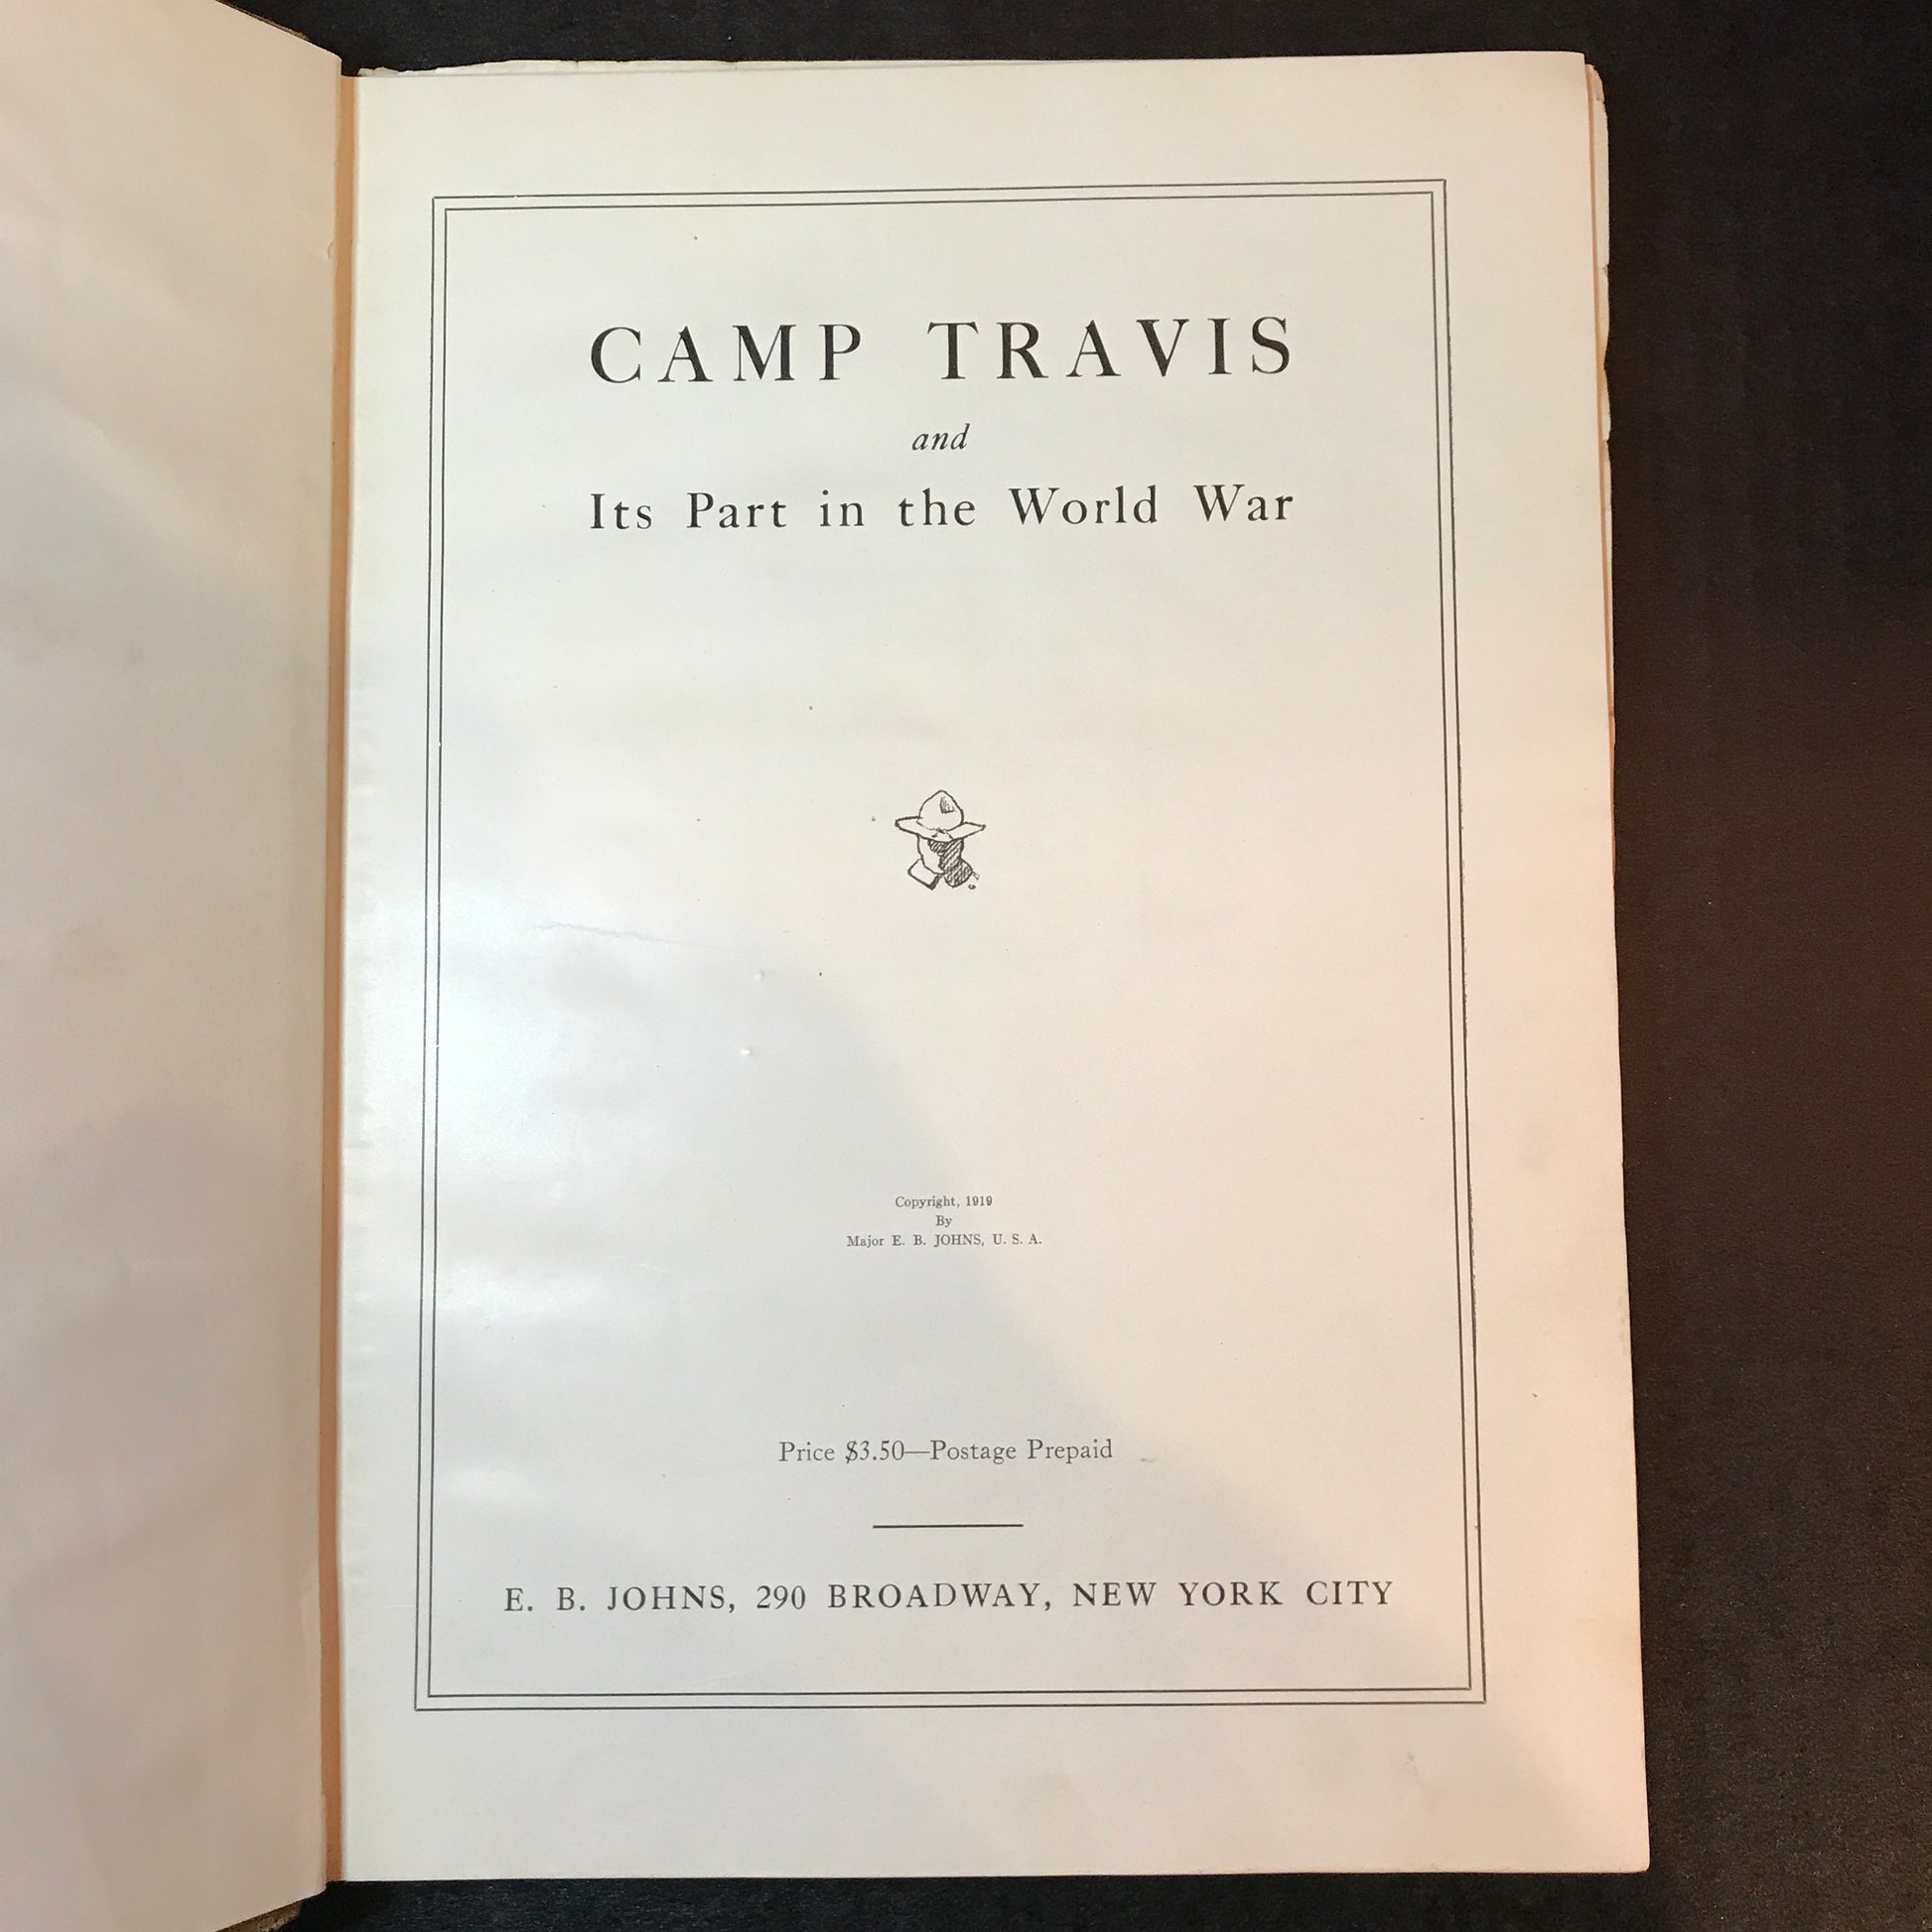 CAMP TRAVIS
and
Its Part in the World War
Copyright, 1919
By
Major E. B. JOHNS, U. S. A.
Price $3.50—Postage Prepaid
E. B. JOHNS, 290 BROADWAY, NEW YORK CITY